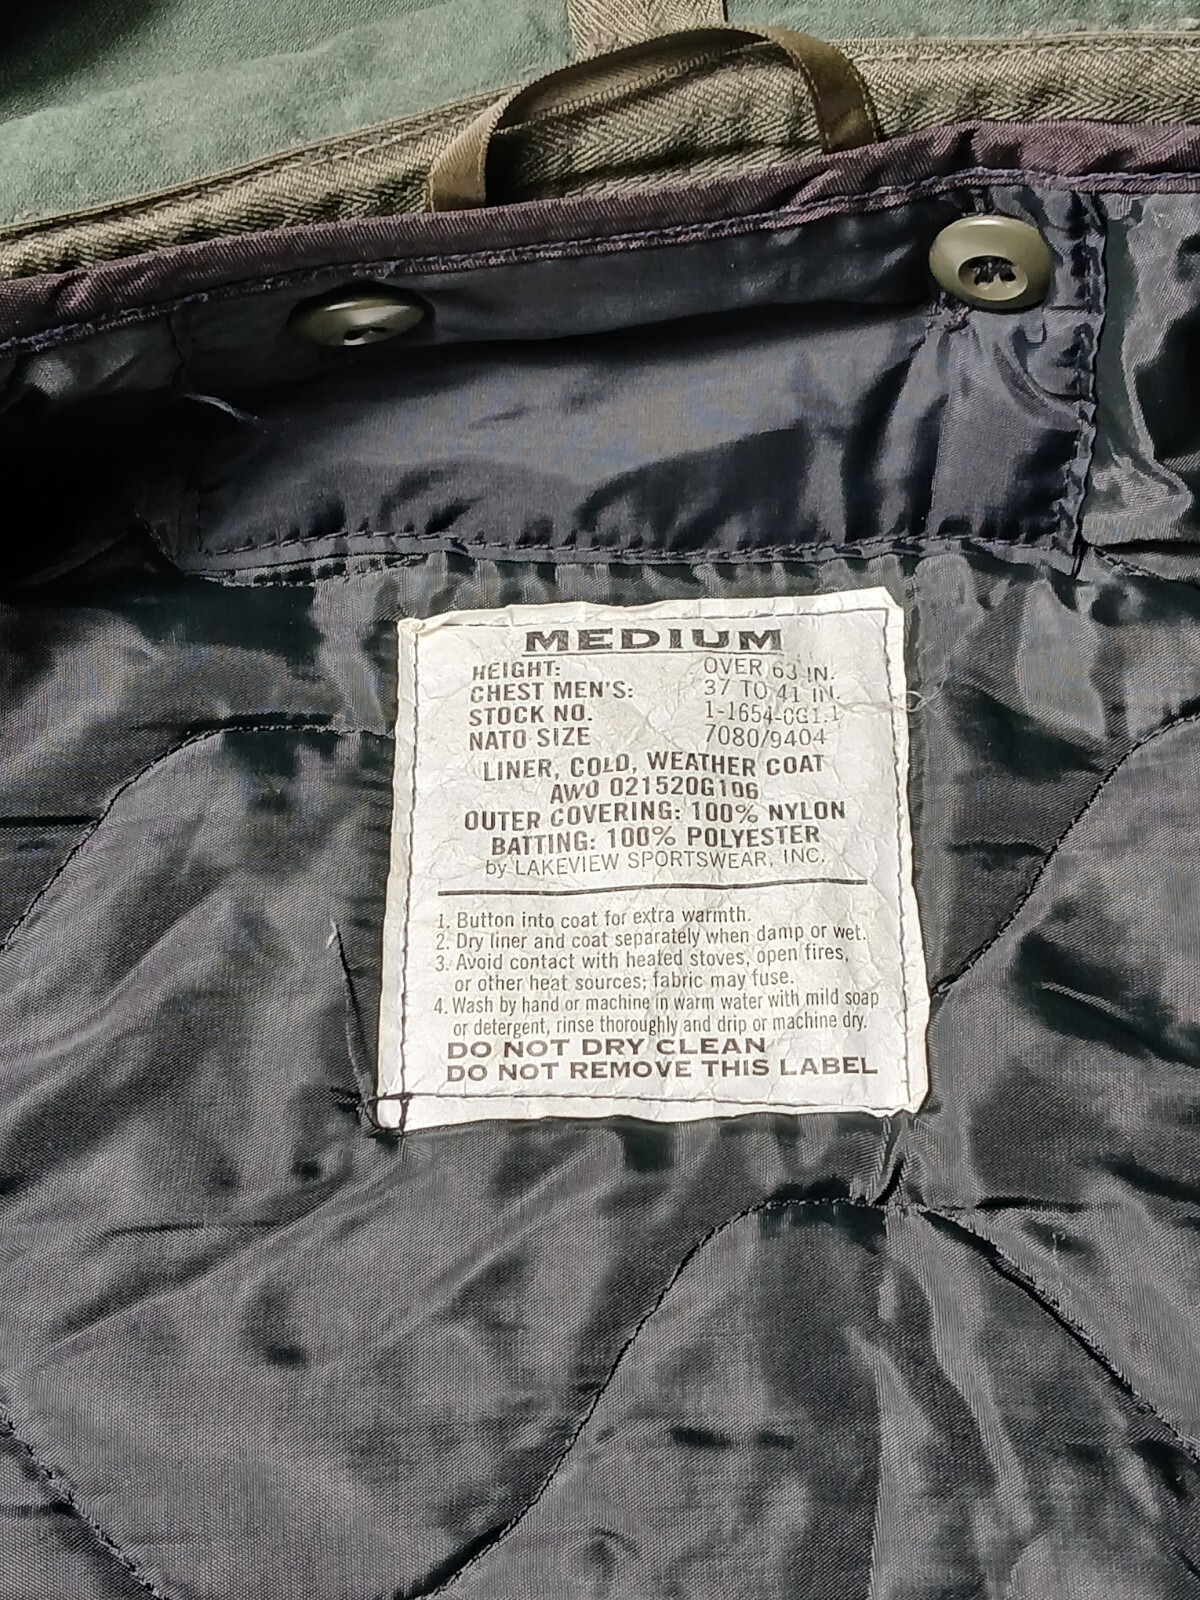 MEDIUM
HEIGHT: OVER 63 IN.
CHEST MEN'S: 37 TO 41 IN.
STOCK NO. 1-1654-CG1.1
NATO SIZE 7080/9404
LINER, COLD, WEATHER COAT
AWO 021520G106
OUTER COVERING: 100% NYLON
BATTING: 100% POLYESTER
by LAKEVIEW SPORTSWEAR, INC.
1. Button into coat for extra warmth.
2. Dry liner and coat separately when damp or wet.
3. Avoid contact with heated stoves, open fires,
or other heat sources; fabric may fuse.
4. Wash by hand or machine in warm water with mild soap
or detergent, rinse thoroughly and drip or machine dry.
DO NOT DRY CLEAN
DO NOT REMOVE THIS LABEL